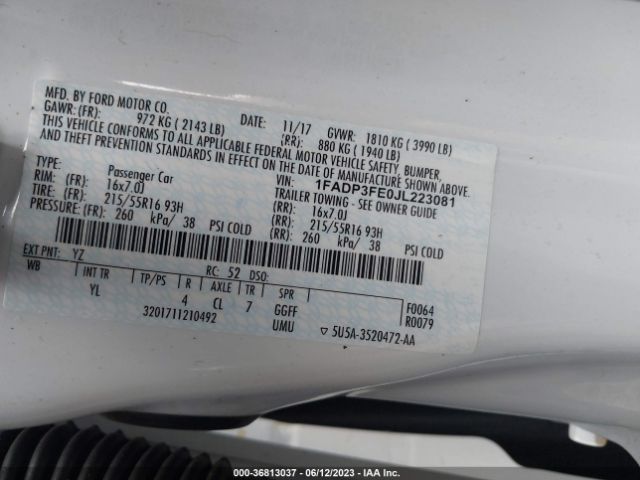 MFD. BY FORD MOTOR CO.
DATE: 11/17 GVWR: 1810 KG ( 3990 LB)
GAWR:(FR): 972 KG ( 2143 LB) (RR): 880 KG ( 1940 LB)
THIS VEHICLE CONFORMS TO ALL APPLICABLE FEDERAL MOTOR VEHICLE SAFETY, BUMPER,
AND THEFT PREVENTION STANDARDS IN EFFECT ON THE DATE OF MANUFACTURE SHOWN ABOVE.
VIN: 1FADP3FE0JL223081
TYPE: Passenger Car TRAILER TOWING - SEE OWNER GUIDE
RIM: (FR): 16x7.0J (RR): 16x7.0J
TIRE: (FR): 215/55R16 93H (RR): 215/55R16 93H
PRESSURE: (FR): 260 kPa/ 38 PSI COLD (RR): 260 kPa/ 38 PSI COLD
EXT PNT: YZ RC: 52 DSO:
WB INT TR TP/PS R AXLE TR SPR
YL 4 CL 7 GGFF F0064
3201711210492 UMU R0079
▽ 5U5A-3520472-AA
000-36813037 - 06/12/2023 - IAA Inc.